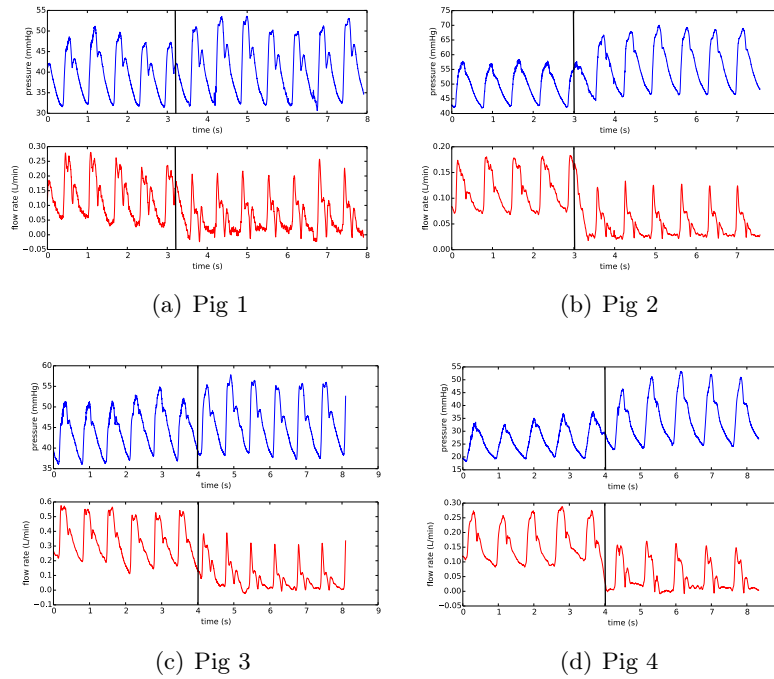 55
50
45
40
35
30
pressure (mmHg)
0 1 2 3 4 5 6 7 8
time (s)
0.30
0.25
0.20
0.15
0.10
0.05
0.00
−0.05
flow rate (L/min)
0 1 2 3 4 5 6 7 8
time (s)
(a) Pig 1
75
70
65
60
55
50
45
40
pressure (mmHg)
0 1 2 3 4 5 6 7
time (s)
0.20
0.15
0.10
0.05
0.00
flow rate (L/min)
0 1 2 3 4 5 6 7
time (s)
(b) Pig 2
60
55
50
45
40
35
pressure (mmHg)
0 1 2 3 4 5 6 7 8 9
time (s)
0.6
0.5
0.4
0.3
0.2
0.1
0.0
−0.1
flow rate (L/min)
0 1 2 3 4 5 6 7 8 9
time (s)
(c) Pig 3
55
50
45
40
35
30
25
20
15
pressure (mmHg)
0 1 2 3 4 5 6 7 8
time (s)
0.30
0.25
0.20
0.15
0.10
0.05
0.00
−0.05
flow rate (L/min)
0 1 2 3 4 5 6 7 8
time (s)
(d) Pig 4